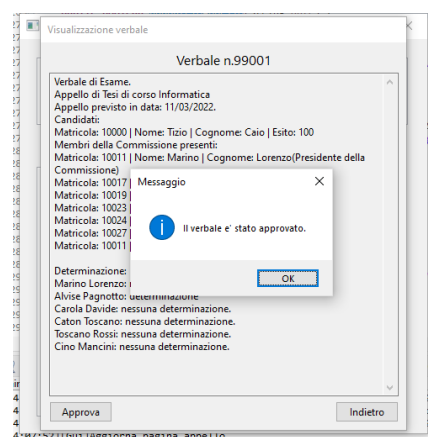 Visualizzazione verbale
Verbale n.99001
Verbale di Esame.
Appello di Tesi di corso Informatica
Appello previsto in data: 11/03/2022.
Candidati:
Matricola: 10000 | Nome: Tizio | Cognome: Caio | Esito: 100
Membri della Commissione presenti:
Matricola: 10011 | Nome: Marino | Cognome: Lorenzo(Presidente della
Commissione)
Matricola: 10017 |
Matricola: 10019 |
Matricola: 10023 |
Matricola: 10024 |
Matricola: 10027 |
Matricola: 10011 |
Messaggio
Il verbale e' stato approvato.
OK
Determinazione:
Marino Lorenzo:
Alvise Pagnotto: determinazione
Carola Davide: nessuna determinazione.
Caton Toscano: nessuna determinazione.
Toscano Rossi: nessuna determinazione.
Cino Mancini: nessuna determinazione.
Approva
Indietro